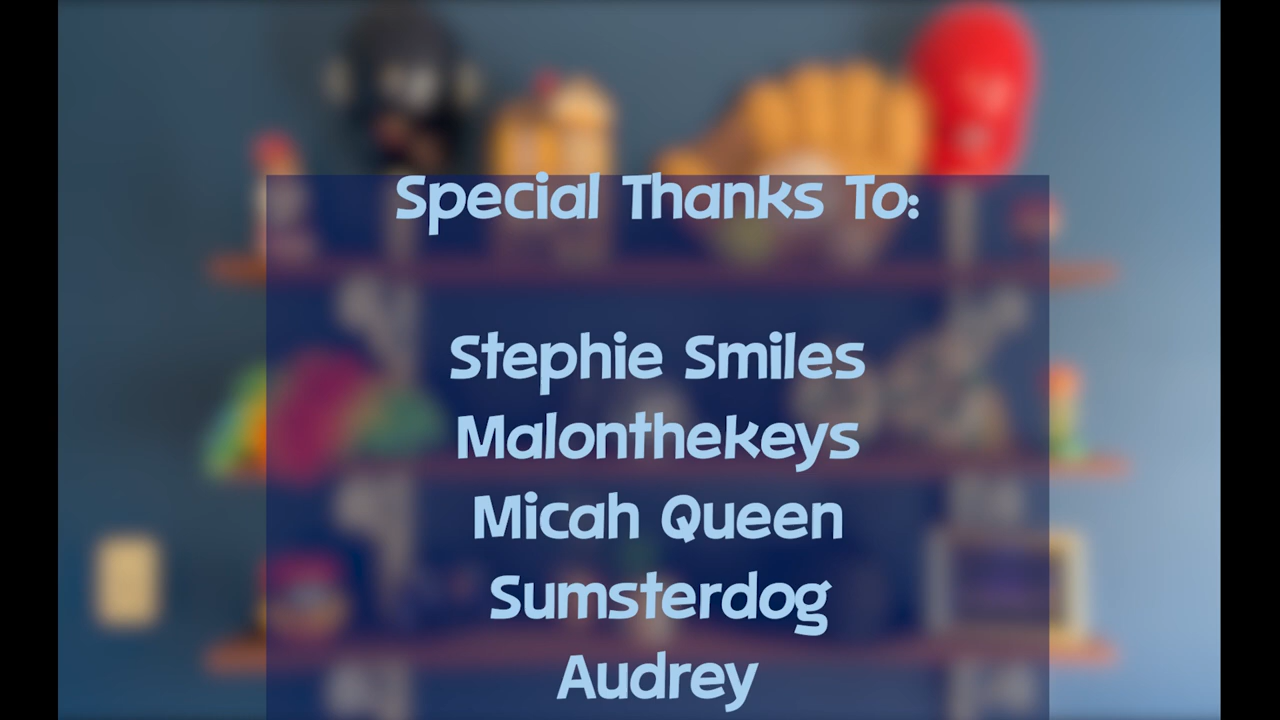 Special Thanks To:
Stephie Smiles
Malonthekeys
Micah Queen
Sumsterdog
Audrey